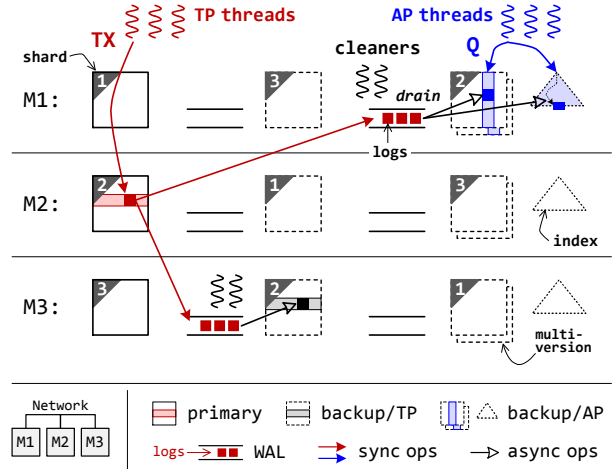 TP threads
AP threads
TX
Q
shard
cleaners
M1:
1
3
drain
2
logs
M2:
2
1
3
index
M3:
3
2
1
multi-
version
Network
M1 M2 M3
primary
backup/TP
backup/AP
logs
WAL
sync ops
async ops